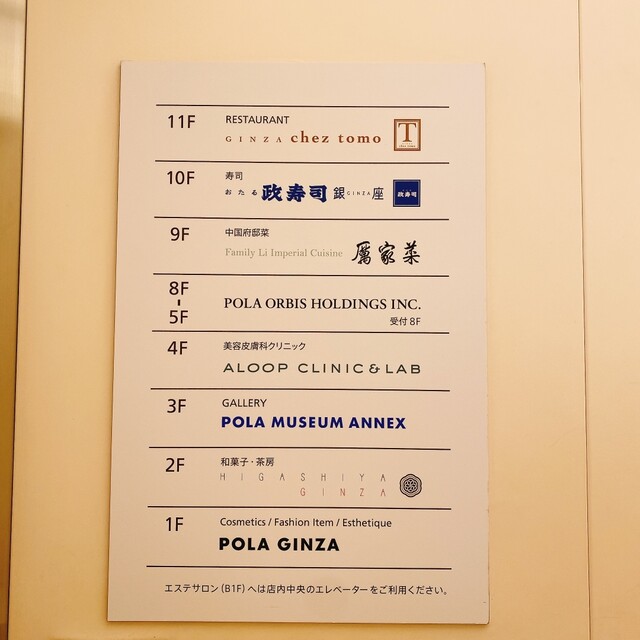 11F
RESTAURANT
GINZA chez tomo
T
10F
寿司
おたる 政寿司 銀GINZA座
政寿司
9F
中国府邸菜
Family Li Imperial Cuisine 厲家菜
8F
-
5F
POLA ORBIS HOLDINGS INC.
受付 8F
4F
美容皮膚科クリニック
ALOOP CLINIC & LAB
3F
GALLERY
POLA MUSEUM ANNEX
2F
和菓子・茶房
HIGASHIYA
GINZA
1F
Cosmetics / Fashion Item / Esthetique
POLA GINZA
エステサロン(B1F)へは店内中央のエレベーターをご利用ください。